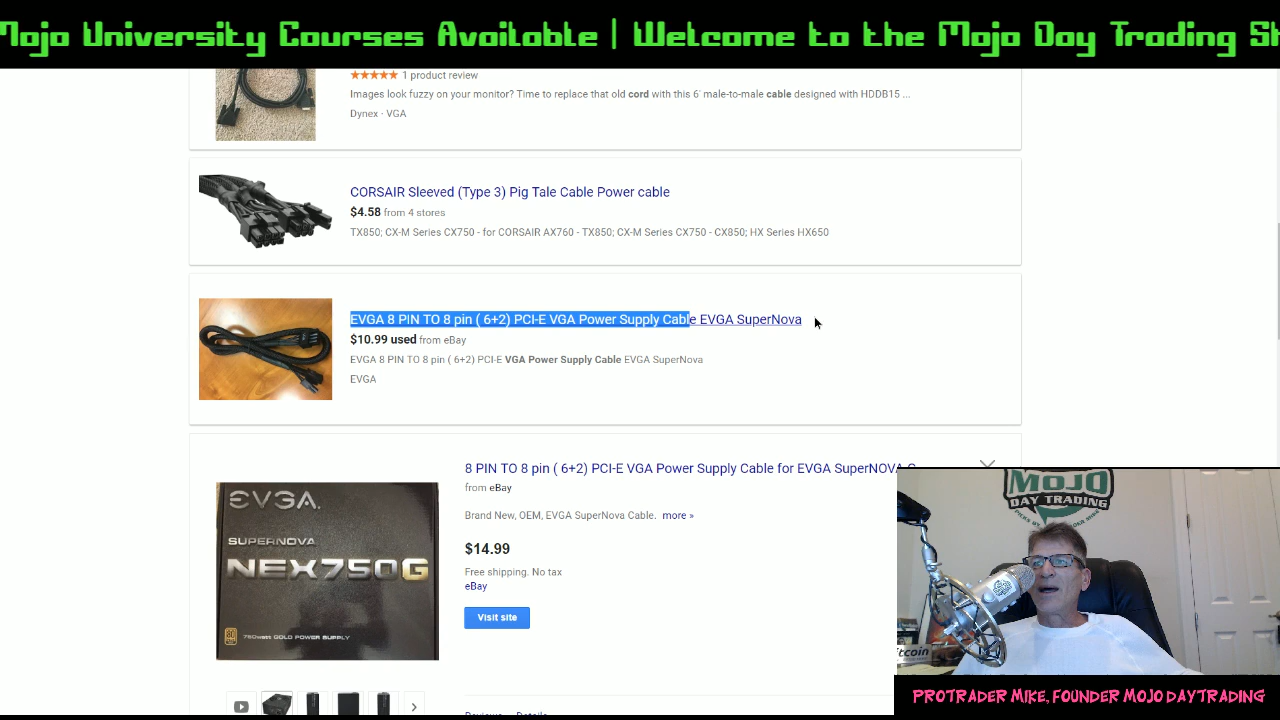 Mojo University Courses Available | Welcome to the Mojo Day Trading Sh
1 product review
Images look fuzzy on your monitor? Time to replace that old cord with this 6' male-to-male cable designed with HDDB15 ...
Dynex · VGA
CORSAIR Sleeved (Type 3) Pig Tale Cable Power cable
$4.58 from 4 stores
TX850; CX-M Series CX750 - for CORSAIR AX760 - TX850; CX-M Series CX750 - CX850; HX Series HX650
EVGA 8 PIN TO 8 pin ( 6+2) PCI-E VGA Power Supply Cable EVGA SuperNova
$10.99 used from eBay
EVGA 8 PIN TO 8 pin ( 6+2) PCI-E VGA Power Supply Cable EVGA SuperNova
EVGA
8 PIN TO 8 pin ( 6+2) PCI-E VGA Power Supply Cable for EVGA SuperNOVA
from eBay
Brand New, OEM, EVGA SuperNova Cable. more »
$14.99
Free shipping. No tax
eBay
Visit site
EVGA.
SUPERNOVA
NEX750G
80
750watt GOLD POWER SUPPLY
MOJO
DAY TRADING
PROTRADER MIKE, FOUNDER MOJO DAYTRADING